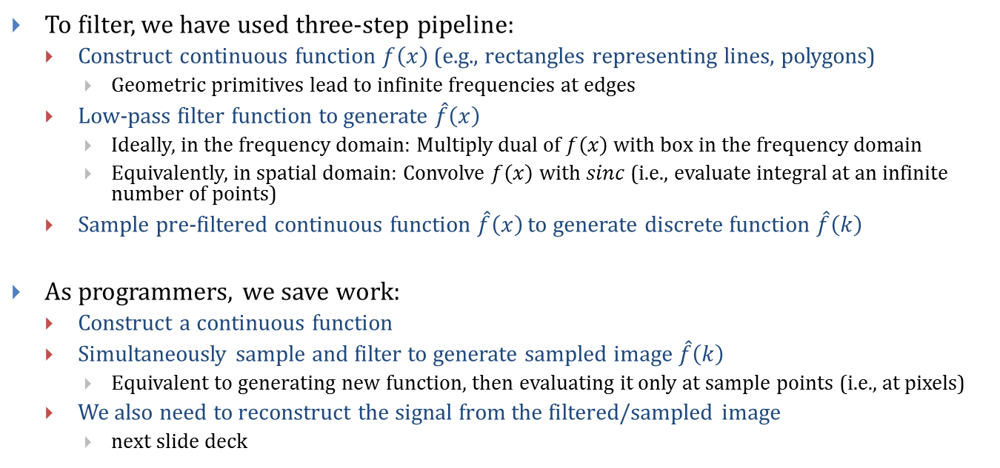 To filter, we have used three-step pipeline:
Construct continuous function f(x) (e.g., rectangles representing lines, polygons)
Geometric primitives lead to infinite frequencies at edges
Low-pass filter function to generate f̂(x)
Ideally, in the frequency domain: Multiply dual of f(x) with box in the frequency domain
Equivalently, in spatial domain: Convolve f(x) with sinc (i.e., evaluate integral at an infinite
number of points)
Sample pre-filtered continuous function f̂(x) to generate discrete function f̂(k)
As programmers, we save work:
Construct a continuous function
Simultaneously sample and filter to generate sampled image f̂(k)
Equivalent to generating new function, then evaluating it only at sample points (i.e., at pixels)
We also need to reconstruct the signal from the filtered/sampled image
next slide deck